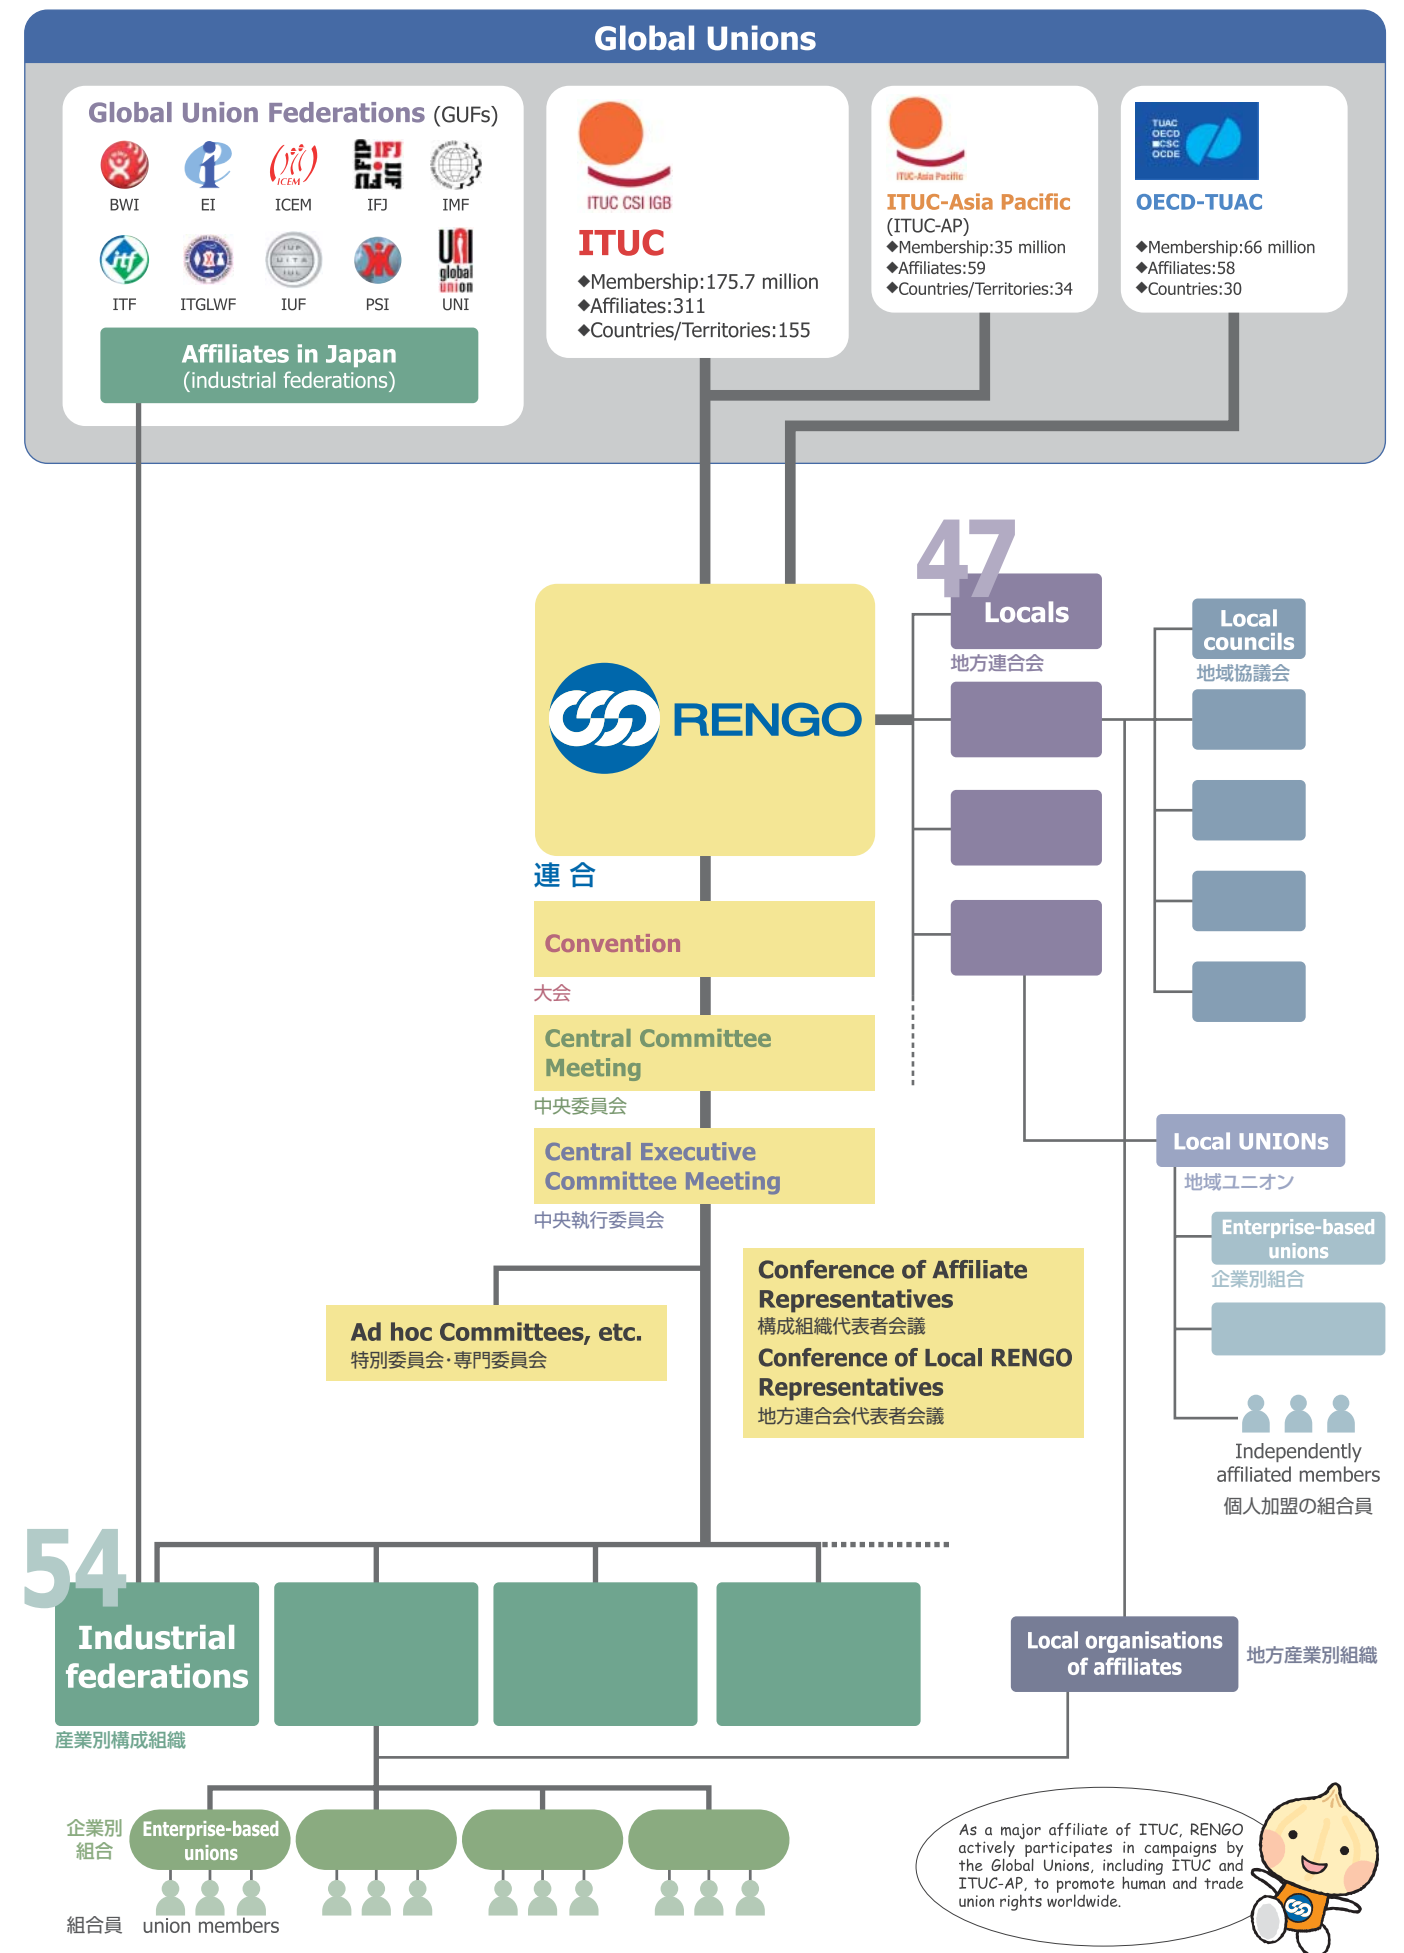 Global Unions
Global Union Federations (GUFs)
BWI
EI
ICEM
ICEM
IFJ
IFJ
IMF
itf
ITF
ITGLWF
IUF
UITA
IUL
IUF
PSI
UNI
global
union
UNI
Affiliates in Japan
(industrial federations)
ITUC CSI IGB
ITUC
◆Membership:175.7 million
◆Affiliates:311
◆Countries/Territories:155
ITUC-Asia Pacific
ITUC-Asia Pacific
(ITUC-AP)
◆Membership:35 million
◆Affiliates:59
◆Countries/Territories:34
TUAC
OECD
■CSC
OCDE
OECD-TUAC
◆Membership:66 million
◆Affiliates:58
◆Countries:30
RENGO
連合
47
Locals
地方連合会
Local
councils
地域協議会
Convention
大会
Central Committee
Meeting
中央委員会
Central Executive
Committee Meeting
中央執行委員会
Local UNIONs
地域ユニオン
Enterprise-based
unions
企業別組合
Independently
affiliated members
個人加盟の組合員
Ad hoc Committees, etc.
特別委員会・専門委員会
Conference of Affiliate
Representatives
構成組織代表者会議
Conference of Local RENGO
Representatives
地方連合会代表者会議
54
Industrial
federations
産業別構成組織
Local organisations
of affiliates
地方産業別組織
企業別
組合
Enterprise-based
unions
組合員
union members
As a major affiliate of ITUC, RENGO
actively participates in campaigns by
the Global Unions, including ITUC and
ITUC-AP, to promote human and trade
union rights worldwide.